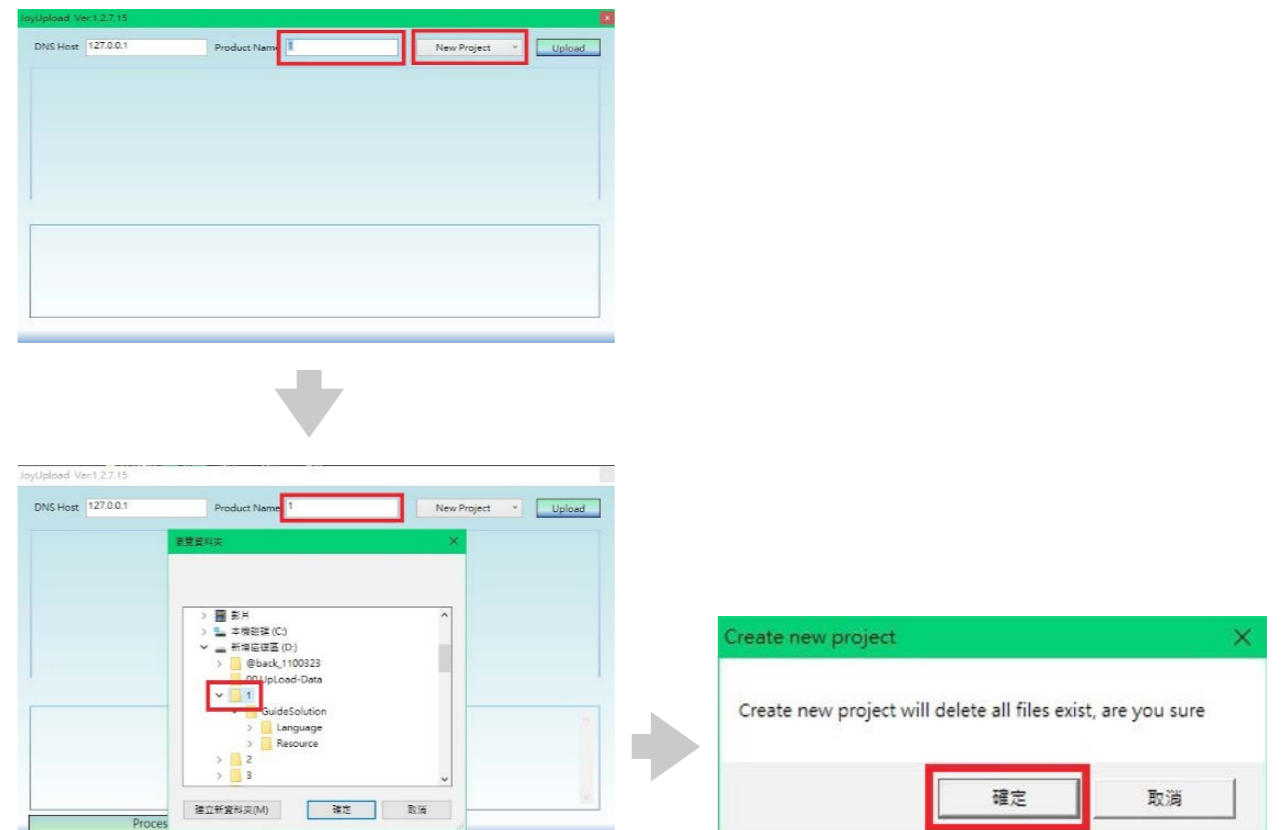 JoyUpload Ver:1.2.7.15
DNS Host 127.0.0.1 Product Name 1 New Project Upload
JoyUpload Ver:1.2.7.15
DNS Host 127.0.0.1 Product Name 1 New Project Upload
瀏覽資料夾
影片
本機磁碟 (C:)
新增磁碟區 (D:)
@back_1100323
00.UpLoad-Data
1
GuideSolution
Language
Resource
2
3
建立新資料夾(M) 確定 取消
Proces
Create new project
Create new project will delete all files exist, are you sure
確定 取消